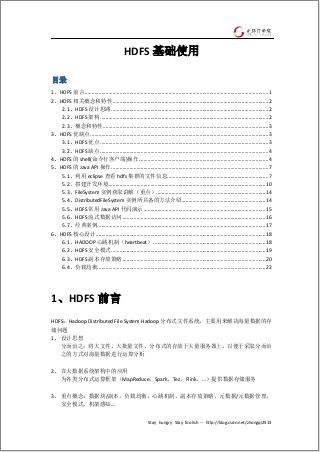 HDFS 基础使用
目录
1、HDFS 前言 1
2、HDFS 相关概念和特性 2
2.1、HDFS 设计思路 2
2.2、HDFS 架构 2
2.3、概念和特性 3
3、HDFS 优缺点 3
3.1、HDFS 优点 3
3.2、HDFS 缺点 4
4、HDFS 的 shell(命令行客户端)操作 4
5、HDFS 的 Java API 操作 7
5.1、利用 eclipse 查看 hdfs 集群的文件信息 7
5.2、搭建开发环境 10
5.3、FileSystem 实例获取讲解（重点） 14
5.4、DistributedFileSystem 实例所具备的方法介绍 14
5.5、HDFS 常用 Java API 代码演示 15
5.6、HDFS 流式数据访问 16
5.7、经典案例 17
6、HDFS 核心设计 18
6.1、HADOOP 心跳机制（heartbeat） 18
6.2、HDFS 安全模式 19
6.3、HDFS 副本存放策略 20
6.4、负载均衡 22
1、HDFS 前言
HDFS：Hadoop Distributed File System Hadoop 分布式文件系统，主要用来解决海量数据的存
储问题
1、 设计思想
分而治之：将大文件、大批量文件，分布式的存放于大量服务器上，以便于采取分而治
之的方式对海量数据进行运算分析
2、 在大数据系统架构中的应用
为各类分布式运算框架（MapReduce，Spark，Tez，Flink，…）提供数据存储服务
3、 重点概念：数据块/副本，负载均衡，心跳机制，副本存放策略，元数据/元数据管理，
安全模式，机架感知…
Stay hungry Stay foolish -- http://blog.csdn.net/zhongqi2513